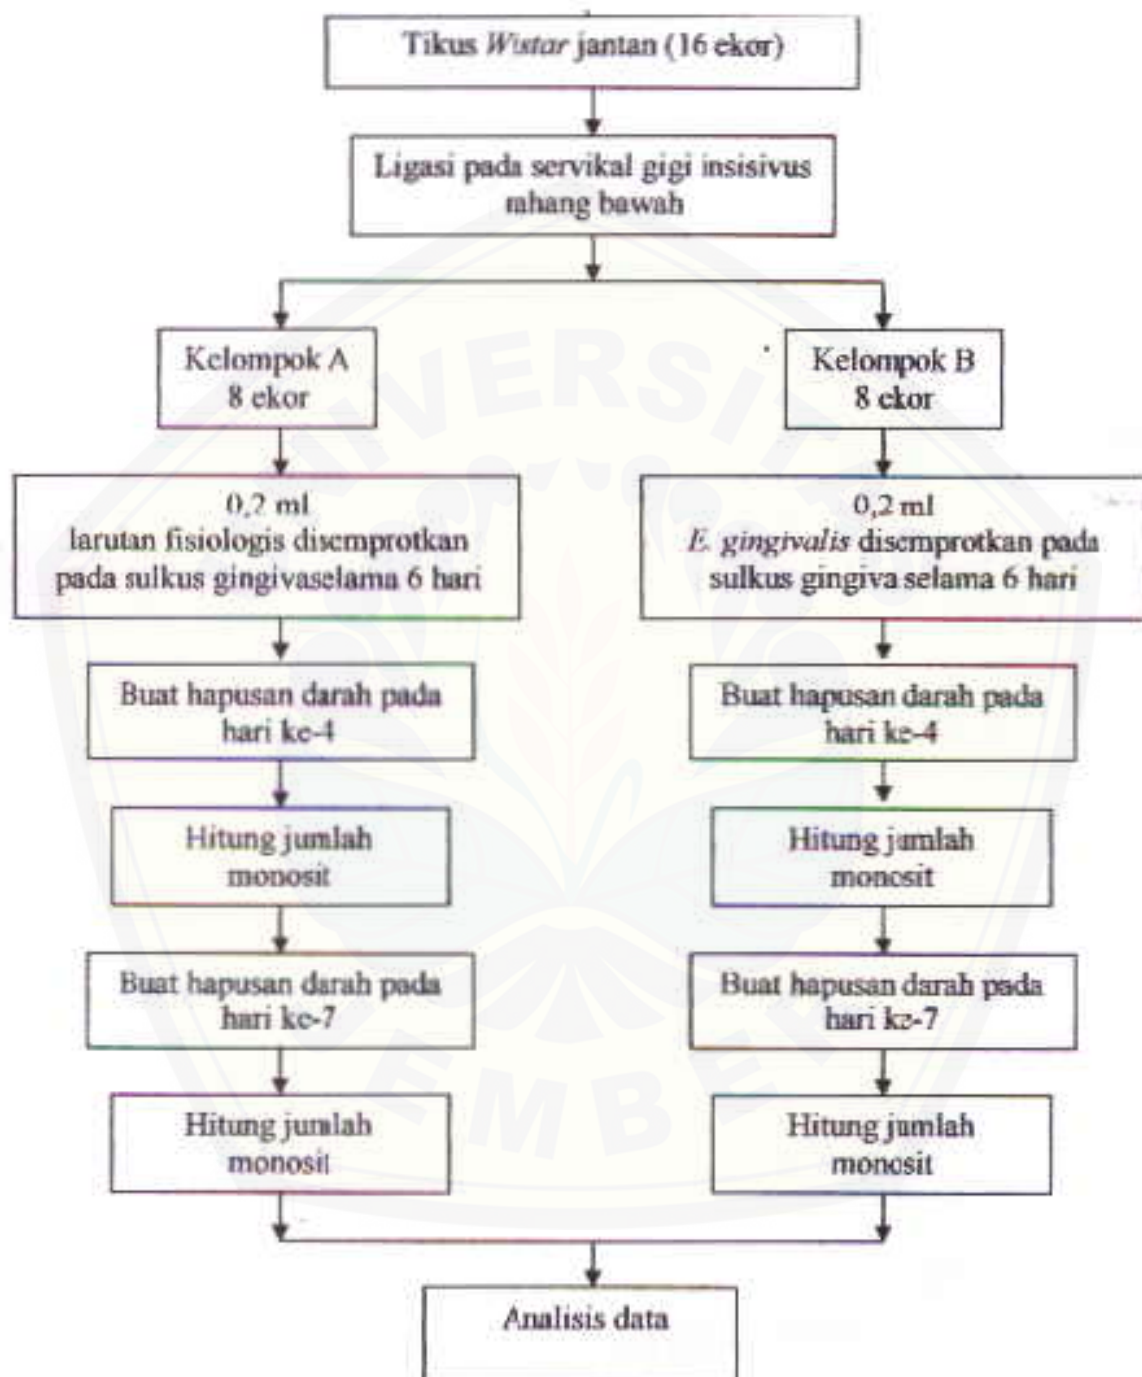 Tikus Wistar jantan (16 ekor)
Ligasi pada servikal gigi insisivus
rahang bawah
Kelompok A
8 ekor
Kelompok B
8 ekor
0,2 ml
larutan fisiologis disemprotkan
pada sulkus gingivaselama 6 hari
0,2 ml
E. gingivalis disemprotkan pada
sulkus gingiva selama 6 hari
Buat hapusan darah pada
hari ke-4
Buat hapusan darah pada
hari ke-4
Hitung jumlah
monosit
Hitung jumlah
monosit
Buat hapusan darah pada
hari ke-7
Buat hapusan darah pada
hari ke-7
Hitung jumlah
monosit
Hitung jumlah
monosit
Analisis data